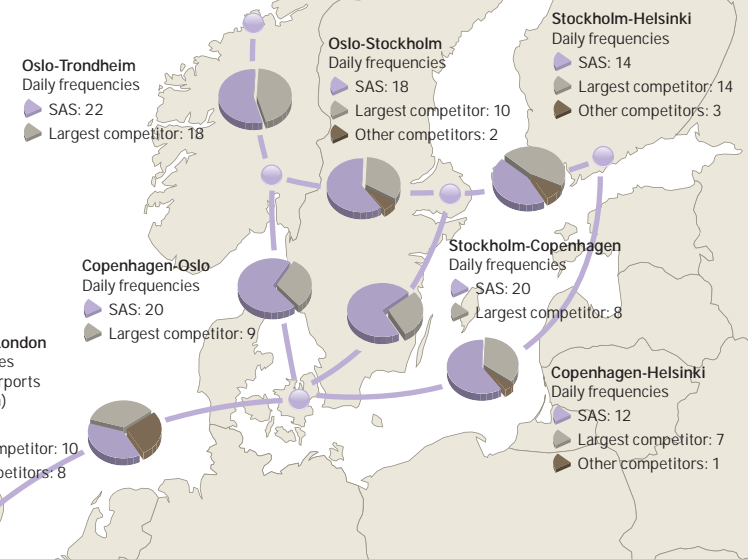 Oslo-Trondheim
Daily frequencies
SAS: 22
Largest competitor: 18
Oslo-Stockholm
Daily frequencies
SAS: 18
Largest competitor: 10
Other competitors: 2
Stockholm-Helsinki
Daily frequencies
SAS: 14
Largest competitor: 14
Other competitors: 3
Copenhagen-Oslo
Daily frequencies
SAS: 20
Largest competitor: 9
Stockholm-Copenhagen
Daily frequencies
SAS: 20
Largest competitor: 8
Copenhagen-Helsinki
Daily frequencies
SAS: 12
Largest competitor: 7
Other competitors: 1
ondon
es
rports
)
mpetitor: 10
petitors: 8